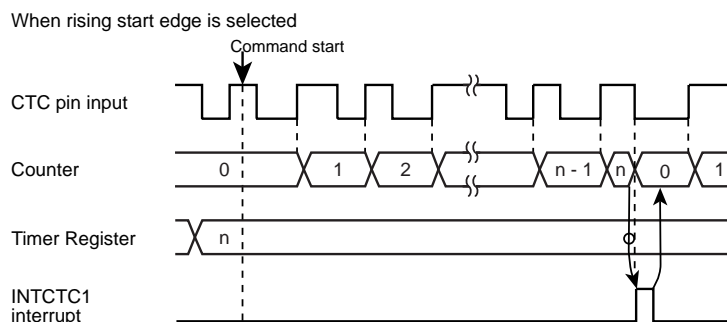 When rising start edge is selected
Command start
CTC pin input
Counter
0
1
2
n - 1
n
0
1
Timer Register
n
INTCTC1
interrupt